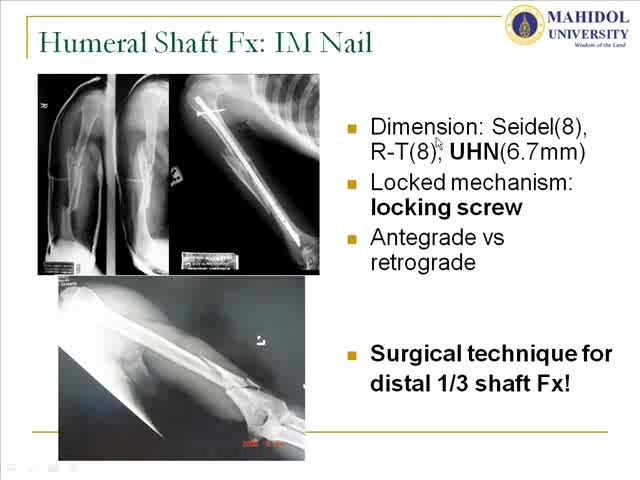 Humeral Shaft Fx: IM Nail
MAHIDOL
UNIVERSITY
Wisdom of the Land
Dimension: Seidel(8),
R-T(8), UHN(6.7mm)
Locked mechanism:
locking screw
Antegrade vs
retrograde
Surgical technique for
distal 1/3 shaft Fx!
R